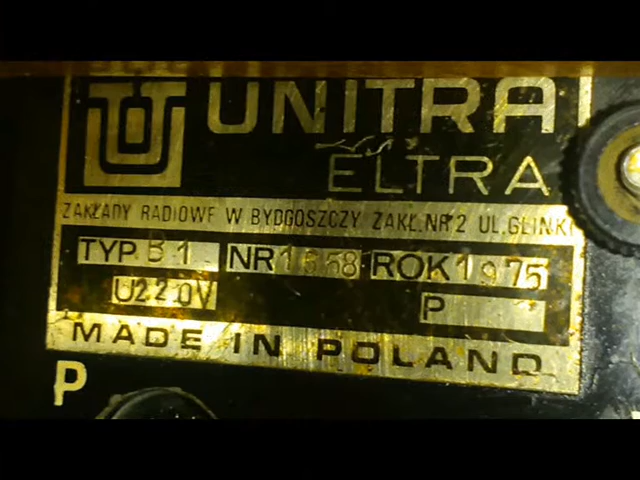 UNITRA
ELTRA
ZAKŁADY RADIOWE W BYDGOSZCZY ZAKŁ. NR 2 UL. GLINKI
TYP B 1 NR 1658 ROK 1975
U220V P
MADE IN POLAND
P